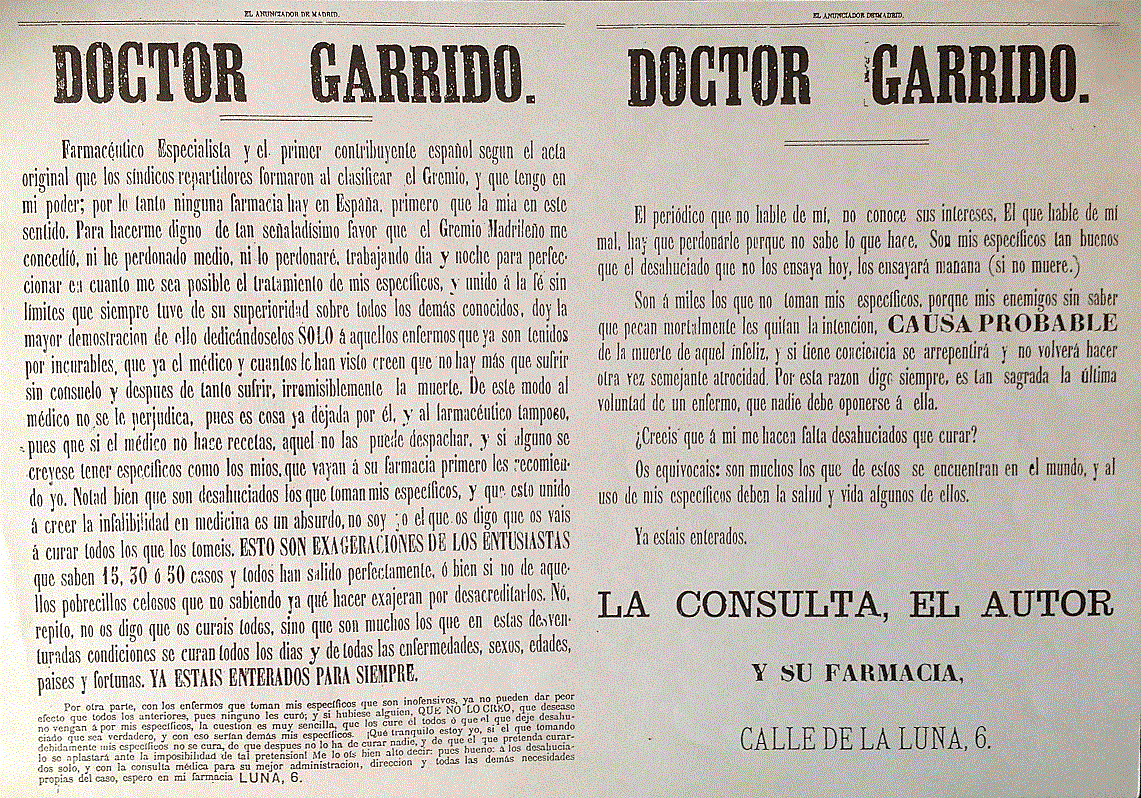 EL ANUNCIADOR DE MADRID.
DOCTOR GARRIDO.
Farmacéutico Especialista y el primer contribuyente español segun el acta
original que los síndicos repartidores formaron al clasificar el Gremio, y que tengo en
mi poder; por lo tanto ninguna farmacia hay en España, primero que la mia en este
sentido. Para hacerme digno de tan señaladísimo favor que el Gremio Madrileño me
concedió, ni he perdonado medio, ni lo perdonaré, trabajando dia y noche para perfec-
cionar en cuanto me sea posible el tratamiento de mis específicos, y unido á la fé sin
límites que siempre tuve de su superioridad sobre todos los demás conocidos, doy la
mayor demostracion de ello dedicándoselos SOLO á aquellos enfermos que ya son tenidos
por incurables, que ya el médico y cuantos le han visto creen que no hay más que sufrir
sin consuelo y despues de tanto sufrir, irremisiblemente la muerte. De este modo al
médico no se le perjudica, pues es cosa ya dejada por él, y al farmacéutico tampoco,
pues que si el médico no hace recetas, aquel no las puede despachar, y si alguno se
creyese tener específicos como los mios, que vayan á su farmacia primero les recomien-
do yo. Notad bien que son desahuciados los que toman mis específicos, y que esto unido
á creer la infalibilidad en medicina es un absurdo, no soy yo el que os digo que os vais
á curar todos los que los tomeis. ESTO SON EXAGERACIONES DE LOS ENTUSIASTAS
que saben 15, 30 ó 50 casos y todos han salido perfectamente, ó bien si no de aque-
llos pobrecillos celosos que no sabiendo ya qué hacer exajeran por desacreditarlos. No,
repito, no os digo que os curais todos, sino que son muchos los que en estas desven-
turadas condiciones se curan todos los dias y de todas las enfermedades, sexos, edades,
paises y fortunas. YA ESTAIS ENTERADOS PARA SIEMPRE.
Por otra parte, con los enfermos que toman mis específicos que son inofensivos, ya no pueden dar peor
efecto que todos los anteriores, pues ninguno les curó; y si hubiese alguien, QUE NO LO CREO, que desease
no vengan á por mis específicos, la cuestion es muy sencilla, que los cure él todos ó que el que deje desahu-
ciado que sea verdadero, y con eso serían demás mis específicos. ¡Qué tranquilo estoy yo, si el que tomando
debidamente mis específicos no se cura, de que despues no lo ha de curar nadie, y de que el que pretenda curar-
lo se aplastará ante la imposibilidad de tal pretension! Me lo oís bien alto decir: pues bueno: á los desahucia-
dos solo, y con la consulta médica para su mejor administracion, direccion y todas las demás necesidades
propias del caso, espero en mi farmacia LUNA, 6.
EL ANUNCIADOR DE MADRID.
DOCTOR GARRIDO.
El periódico que no hable de mí, no conoce sus intereses. El que hable de mí
mal, hay que perdonarle porque no sabe lo que hace. Son mis específicos tan buenos
que el desahuciado que no los ensaya hoy, los ensayará mañana (si no muere.)
Son á miles los que no toman mis específicos, porque mis enemigos sin saber
que pecan mortalmente les quitan la intencion, CAUSA PROBABLE
de la muerte de aquel infeliz, y si tiene conciencia se arrepentirá y no volverá hacer
otra vez semejante atrocidad. Por esta razon digo siempre, es tan sagrada la última
voluntad de un enfermo, que nadie debe oponerse á ella.
¿Creeis que á mi me hacen falta desahuciados que curar?
Os equivocais: son muchos los que de estos se encuentran en el mundo, y al
uso de mis específicos deben la salud y vida algunos de ellos.
Ya estais enterados.
LA CONSULTA, EL AUTOR
Y SU FARMACIA,
CALLE DE LA LUNA, 6.